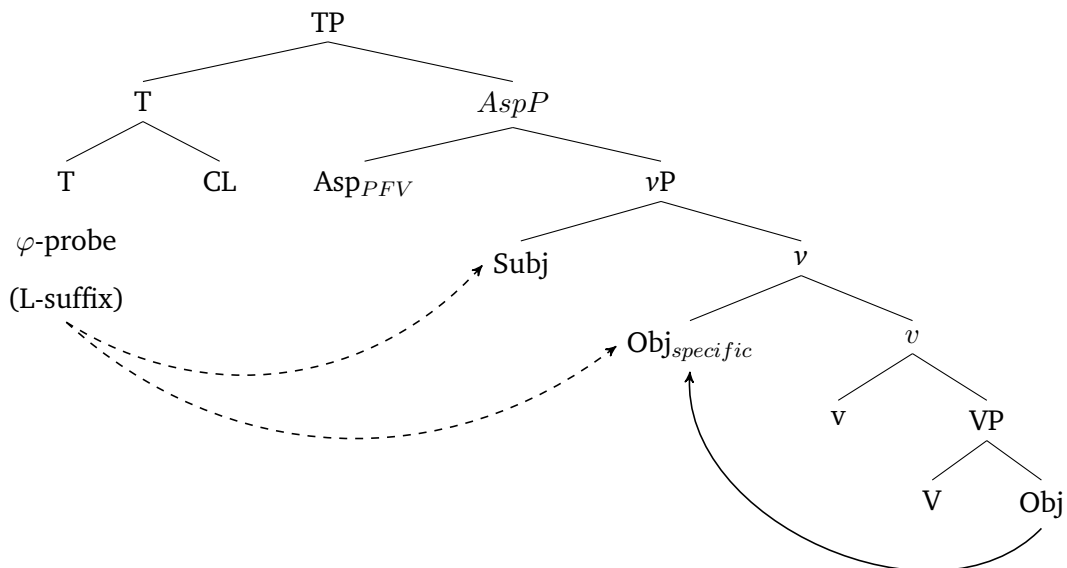 TP
T AspP
T CL Asp_PFV vP
φ-probe
Subj v
(L-suffix)
Obj_specific v
v VP
V Obj